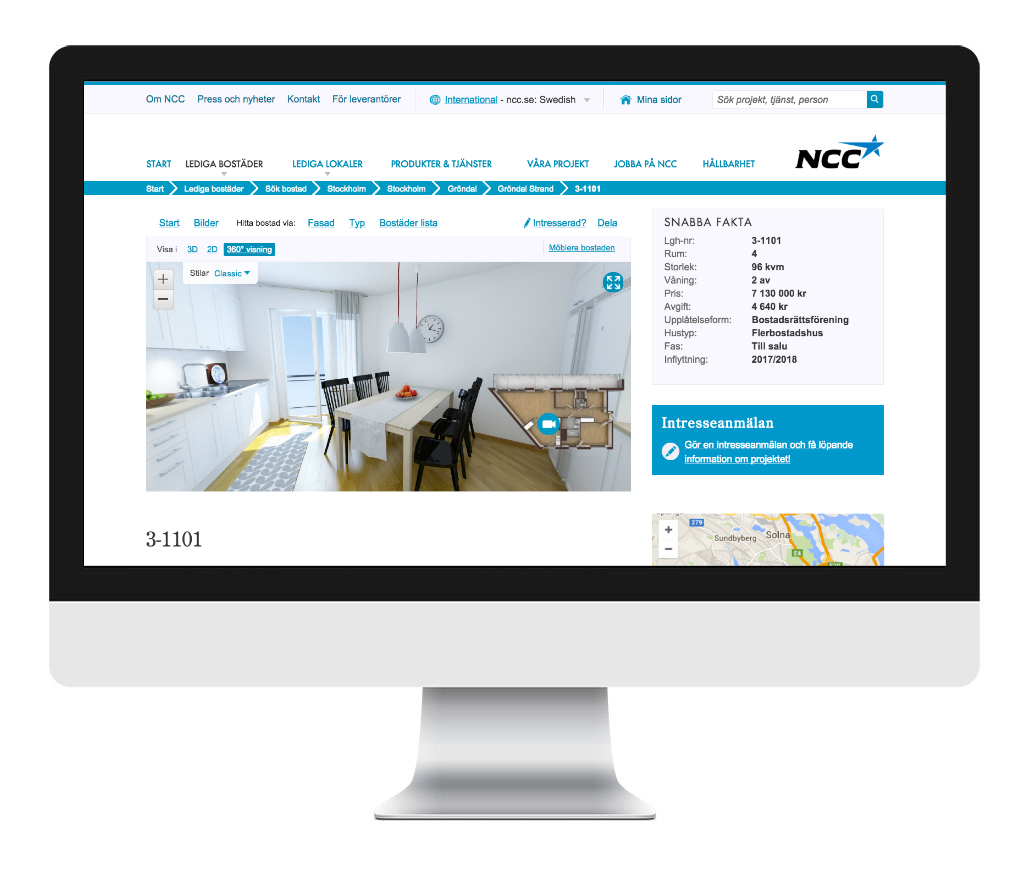 Om NCC Press och nyheter Kontakt För leverantörer International - ncc.se: Swedish Mina sidor Sök projekt, tjänst, person
NCC
START LEDIGA BOSTÄDER LEDIGA LOKALER PRODUKTER & TJÄNSTER VÅRA PROJEKT JOBBA PÅ NCC HÅLLBARHET
Start Lediga bostäder Sök bostad Stockholm Stockholm Gröndal Gröndal Strand 3-1101
Start Bilder Hitta bostad via: Fasad Typ Bostäder lista Intresserad? Dela
Visa i 3D 2D 360° visning Möblera bostaden
Stilar Classic
+
−
SNABBA FAKTA
Lgh-nr: 3-1101
Rum: 4
Storlek: 96 kvm
Våning: 2 av
Pris: 7 130 000 kr
Avgift: 4 640 kr
Upplåtelseform: Bostadsrättsförening
Hustyp: Flerbostadshus
Fas: Till salu
Inflyttning: 2017/2018
Intresseanmälan
Gör en intresseanmälan och få löpande
information om projektet!
3-1101
+
−
279
Sundbyberg
Solna
E4